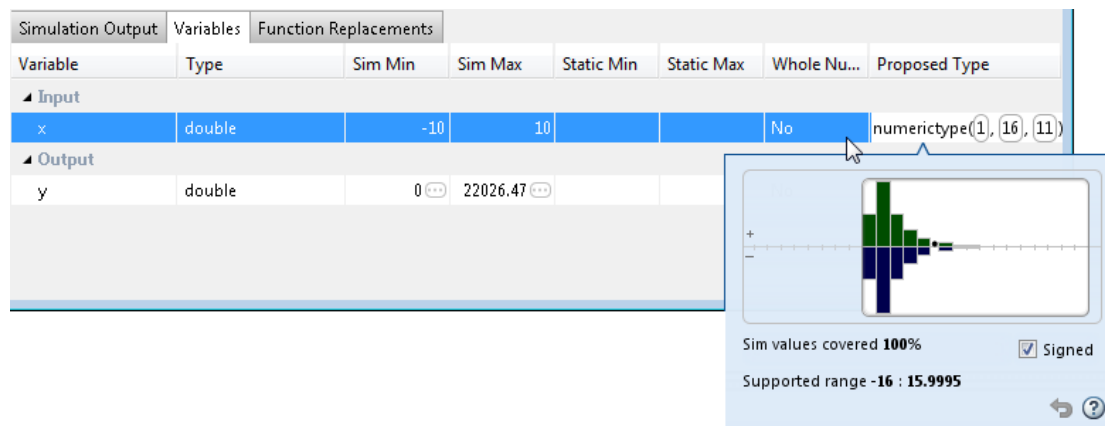 Simulation Output Variables Function Replacements
Variable Type Sim Min Sim Max Static Min Static Max Whole Nu... Proposed Type
Input
x double -10 10 No numerictype(1, 16, 11)
Output
y double 0 22026.47
+
−
Sim values covered 100%
Signed
Supported range -16 : 15.9995
?